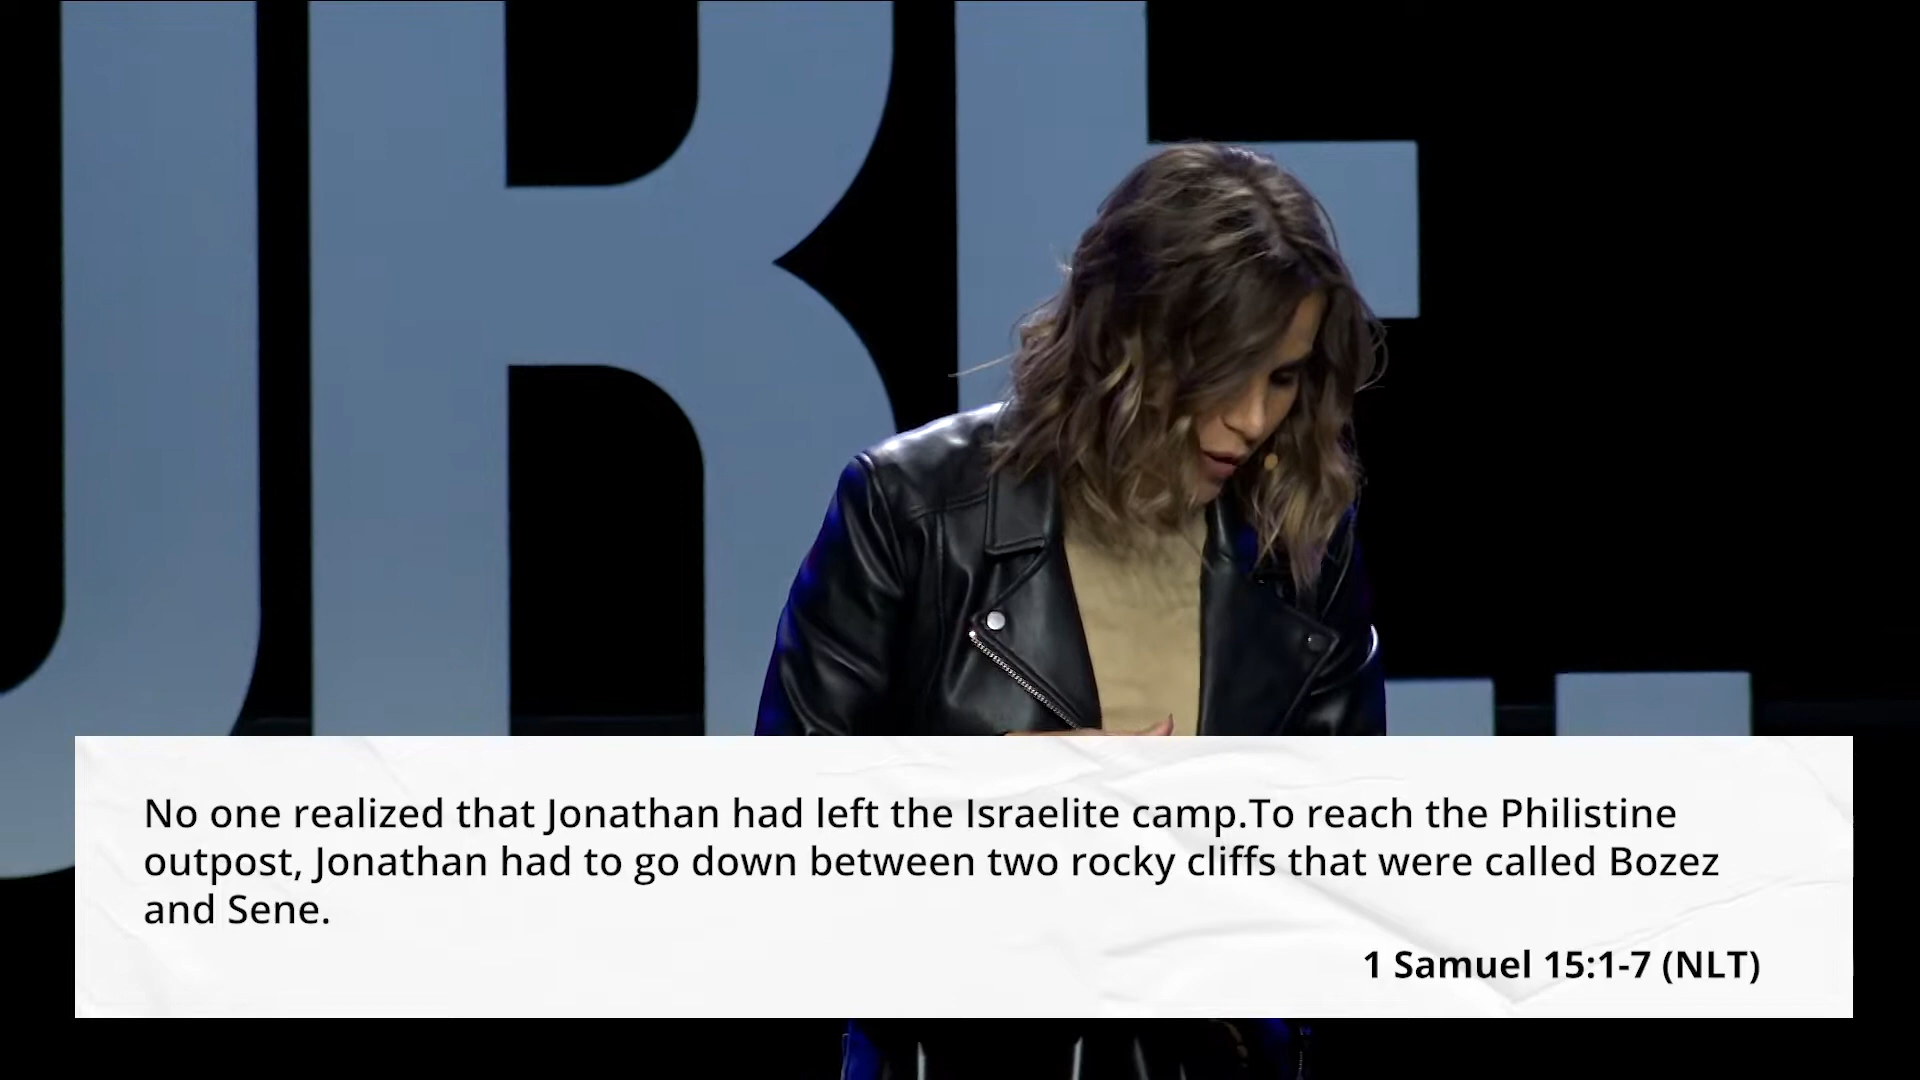 No one realized that Jonathan had left the Israelite camp.To reach the Philistine
outpost, Jonathan had to go down between two rocky cliffs that were called Bozez
and Sene.
1 Samuel 15:1-7 (NLT)